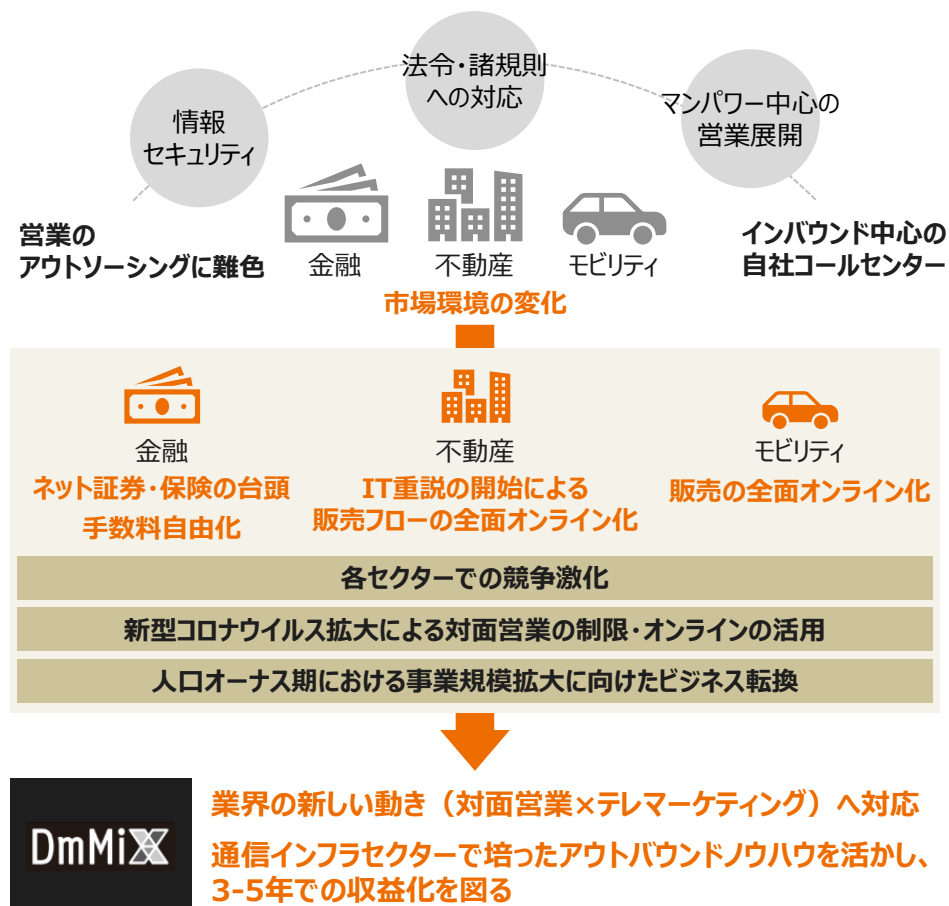 法令・諸規則
への対応
情報
セキュリティ
マンパワー中心の
営業展開
営業の
アウトソーシングに難色
金融
不動産
モビリティ
インバウンド中心の
自社コールセンター
市場環境の変化
金融
ネット証券・保険の台頭
手数料自由化
不動産
IT重説の開始による
販売フローの全面オンライン化
モビリティ
販売の全面オンライン化
各セクターでの競争激化
新型コロナウイルス拡大による対面営業の制限・オンラインの活用
人口オーナス期における事業規模拡大に向けたビジネス転換
DmMiX
業界の新しい動き（対面営業×テレマーケティング）へ対応
通信インフラセクターで培ったアウトバウンドノウハウを活かし、
3-5年での収益化を図る